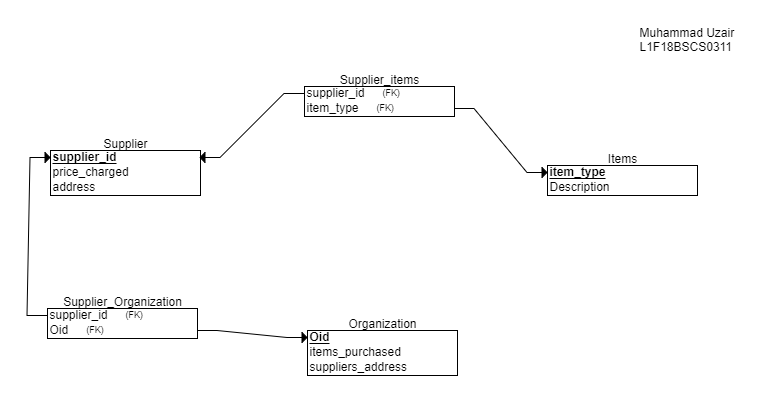 Muhammad Uzair
L1F18BSCS0311
Supplier_items
supplier_id (FK)
item_type (FK)
Supplier
supplier_id
price_charged
address
Items
item_type
Description
Supplier_Organization
supplier_id (FK)
Oid (FK)
Organization
Oid
items_purchased
suppliers_address